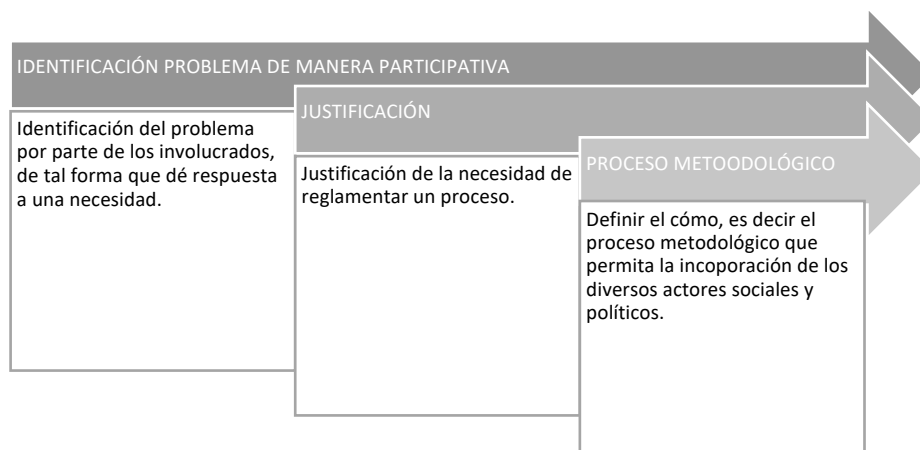 IDENTIFICACIÓN PROBLEMA DE MANERA PARTICIPATIVA
Identificación del problema
por parte de los involucrados,
de tal forma que dé respuesta
a una necesidad.
JUSTIFICACIÓN
Justificación de la necesidad de
reglamentar un proceso.
PROCESO METOODOLÓGICO
Definir el cómo, es decir el
proceso metodológico que
permita la incoporación de los
diversos actores sociales y
políticos.